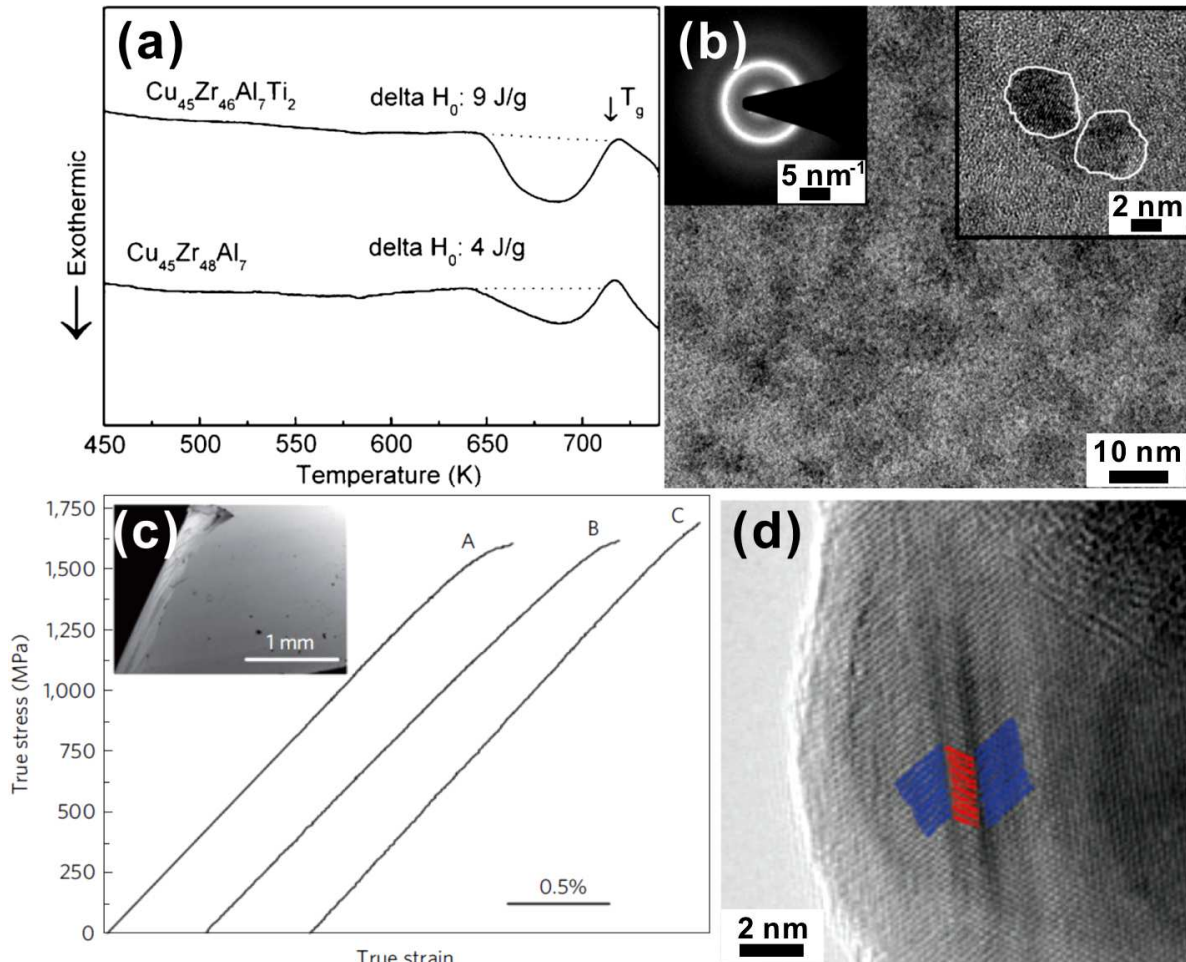 (a)
Cu45Zr46Al7Ti2
delta H0: 9 J/g
↓ Tg
Cu45Zr48Al7
delta H0: 4 J/g
Exothermic
450 500 550 600 650 700
Temperature (K)
(b)
5 nm-1
2 nm
10 nm
(c)
1 mm
A
B
C
1,750
1,500
1,250
1,000
750
500
250
0
True stress (MPa)
0.5%
True strain
(d)
2 nm